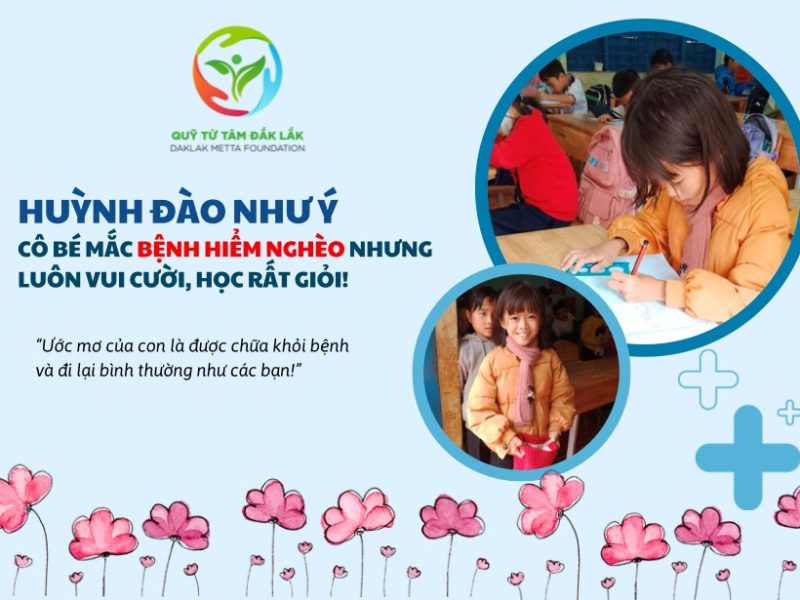 QUỸ TỪ TÂM ĐẮK LẮK
DAKLAK METTA FOUNDATION
HUỲNH ĐÀO NHƯ Ý
CÔ BÉ MẮC BỆNH HIỂM NGHÈO NHƯNG
LUÔN VUI CƯỜI, HỌC RẤT GIỎI!
"Ước mơ của con là được chữa khỏi bệnh
và đi lại bình thường như các bạn!"